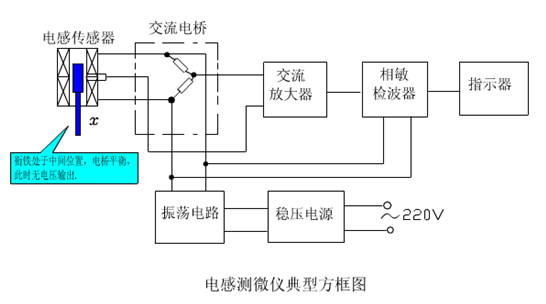 交流电桥
电感传感器
x
交流
放大器
相敏
检波器
指示器
衔铁处于中间位置，电桥平衡，
此时无电压输出.
振荡电路
稳压电源
～220V
电感测微仪典型方框图